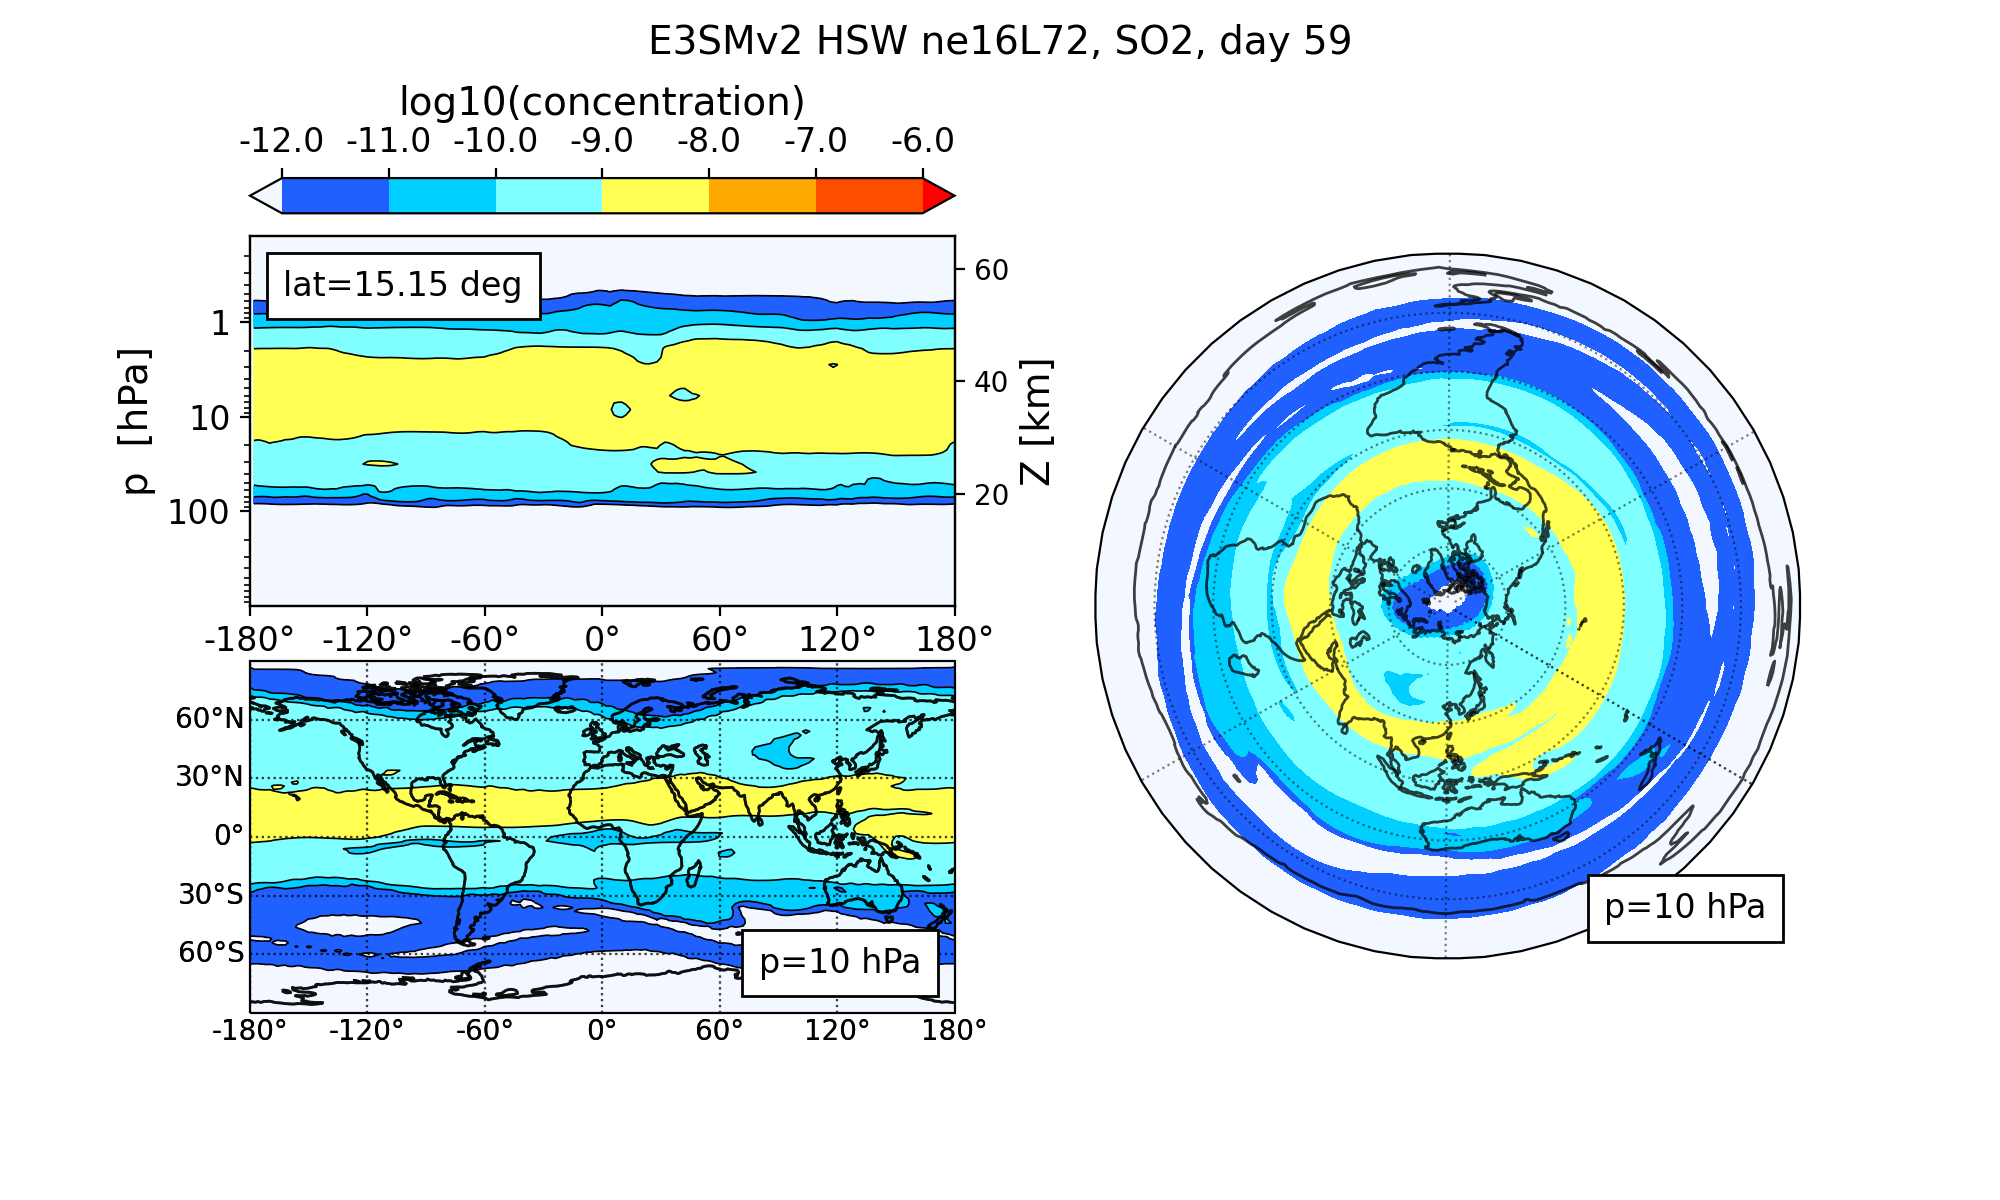 E3SMv2 HSW ne16L72, SO2, day 59
log10(concentration)
-12.0 -11.0 -10.0 -9.0 -8.0 -7.0 -6.0
lat=15.15 deg
p [hPa]
1
10
100
60
40
20
Z [km]
-180° -120° -60° 0° 60° 120° 180°
60°N
30°N
0°
30°S
60°S
p=10 hPa
-180° -120° -60° 0° 60° 120° 180°
p=10 hPa